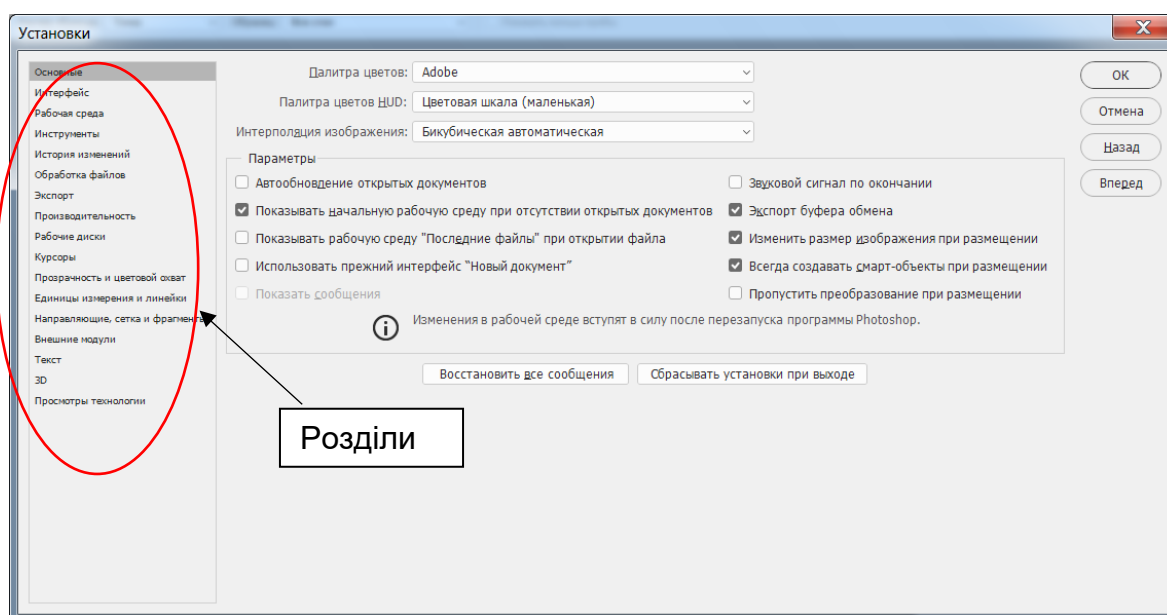 Установки
Основные
Интерфейс
Рабочая среда
Инструменты
История изменений
Обработка файлов
Экспорт
Производительность
Рабочие диски
Курсоры
Прозрачность и цветовой охват
Единицы измерения и линейки
Направляющие, сетка и фрагменты
Внешние модули
Текст
3D
Просмотры технологии
Палитра цветов: Adobe
Палитра цветов HUD: Цветовая шкала (маленькая)
Интерполяция изображения: Бикубическая автоматическая
Параметры
Автообновление открытых документов
Показывать начальную рабочую среду при отсутствии открытых документов
Показывать рабочую среду "Последние файлы" при открытии файла
Использовать прежний интерфейс "Новый документ"
Показать сообщения
Звуковой сигнал по окончании
Экспорт буфера обмена
Изменить размер изображения при размещении
Всегда создавать смарт-объекты при размещении
Пропустить преобразование при размещении
Изменения в рабочей среде вступят в силу после перезапуска программы Photoshop.
Восстановить все сообщения
Сбрасывать установки при выходе
OK
Отмена
Назад
Вперед
Розділи